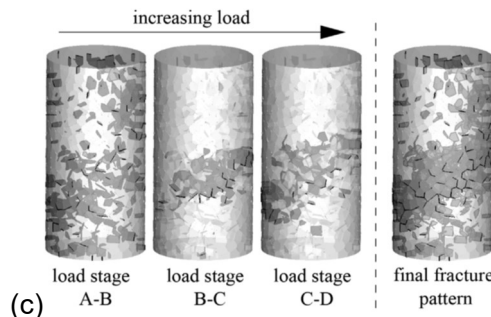 increasing load
load stage
A-B
load stage
B-C
load stage
C-D
final fracture
pattern
(c)